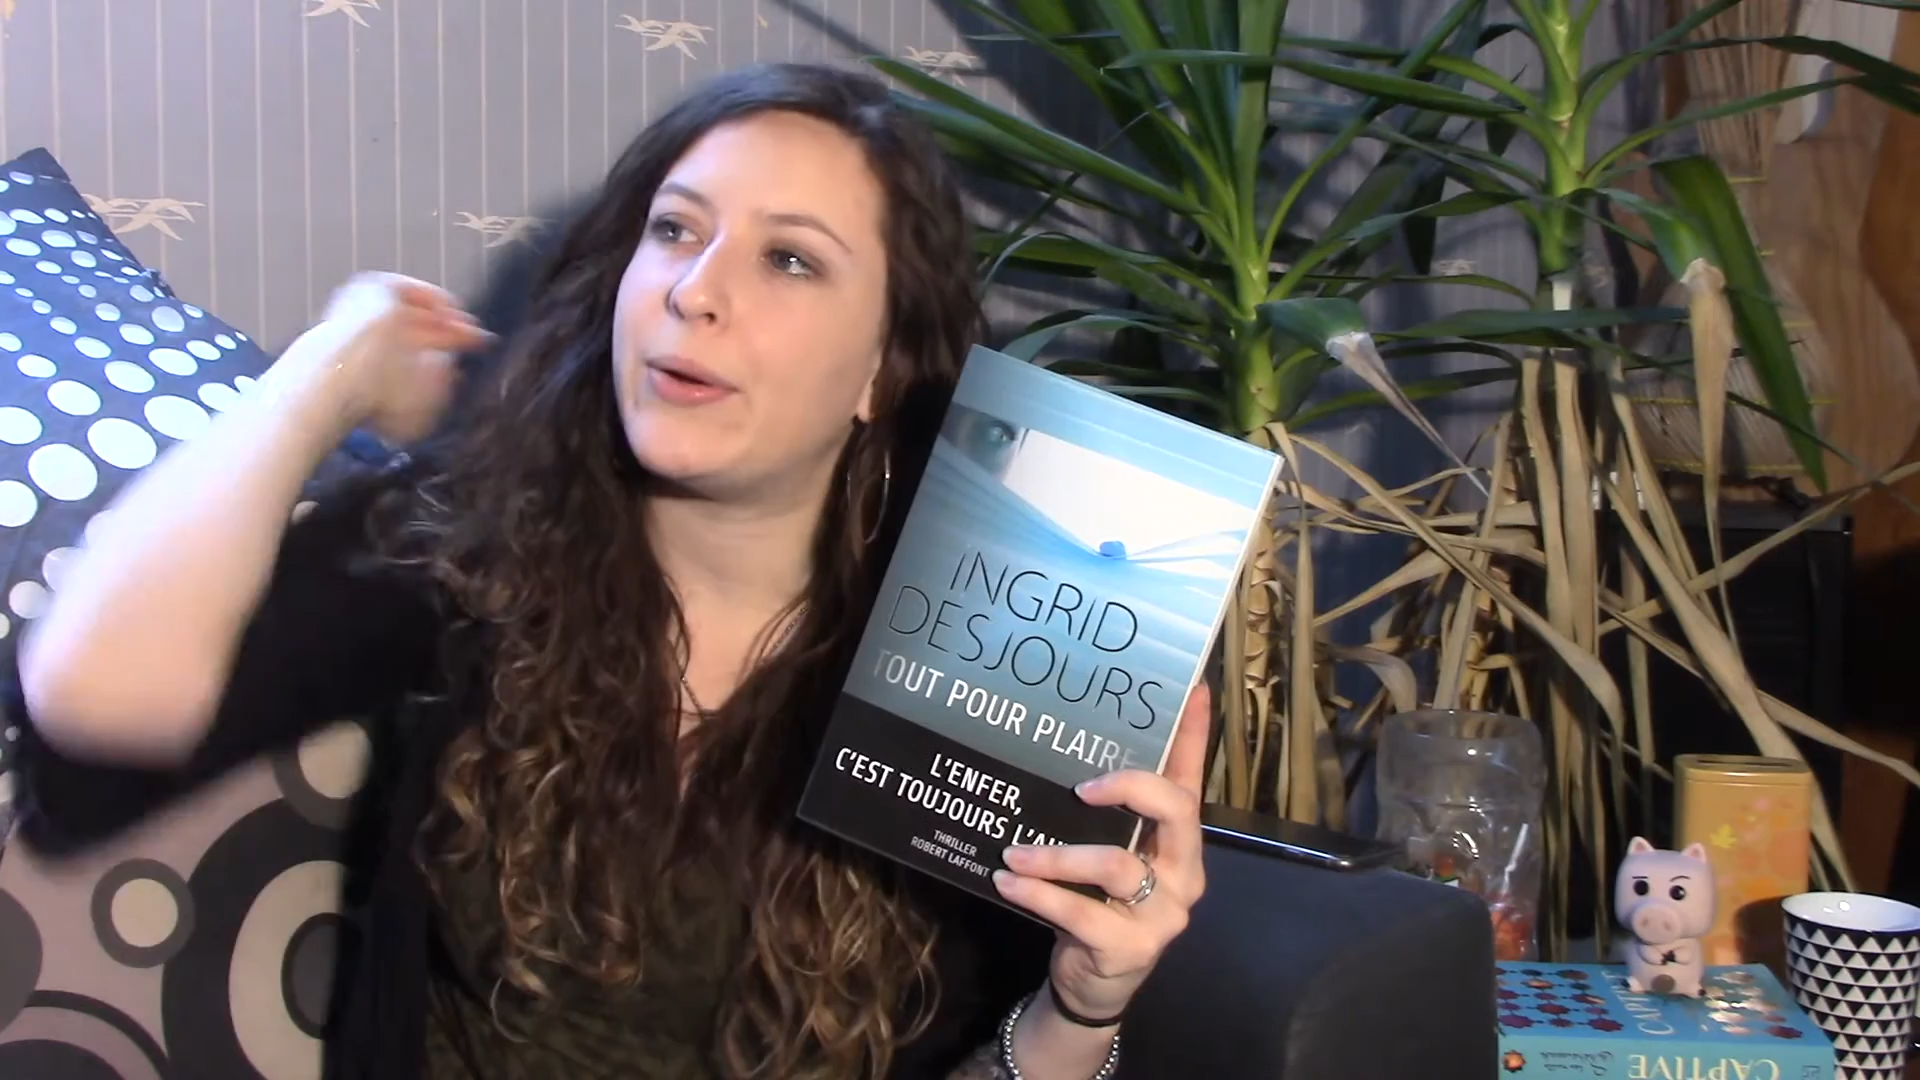 INGRID
DESJOURS
TOUT POUR PLAIRE
L'ENFER,
C'EST TOUJOURS
THRILLER
ROBERT LAFFONT
CAPTIVE